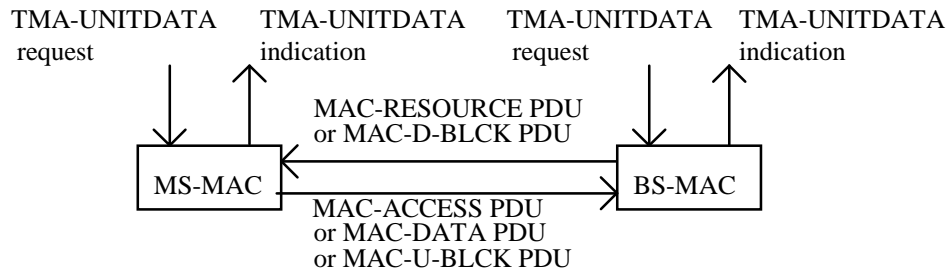 TMA-UNITDATA
request
TMA-UNITDATA
indication
TMA-UNITDATA
request
TMA-UNITDATA
indication
MAC-RESOURCE PDU
or MAC-D-BLCK PDU
MS-MAC
BS-MAC
MAC-ACCESS PDU
or MAC-DATA PDU
or MAC-U-BLCK PDU